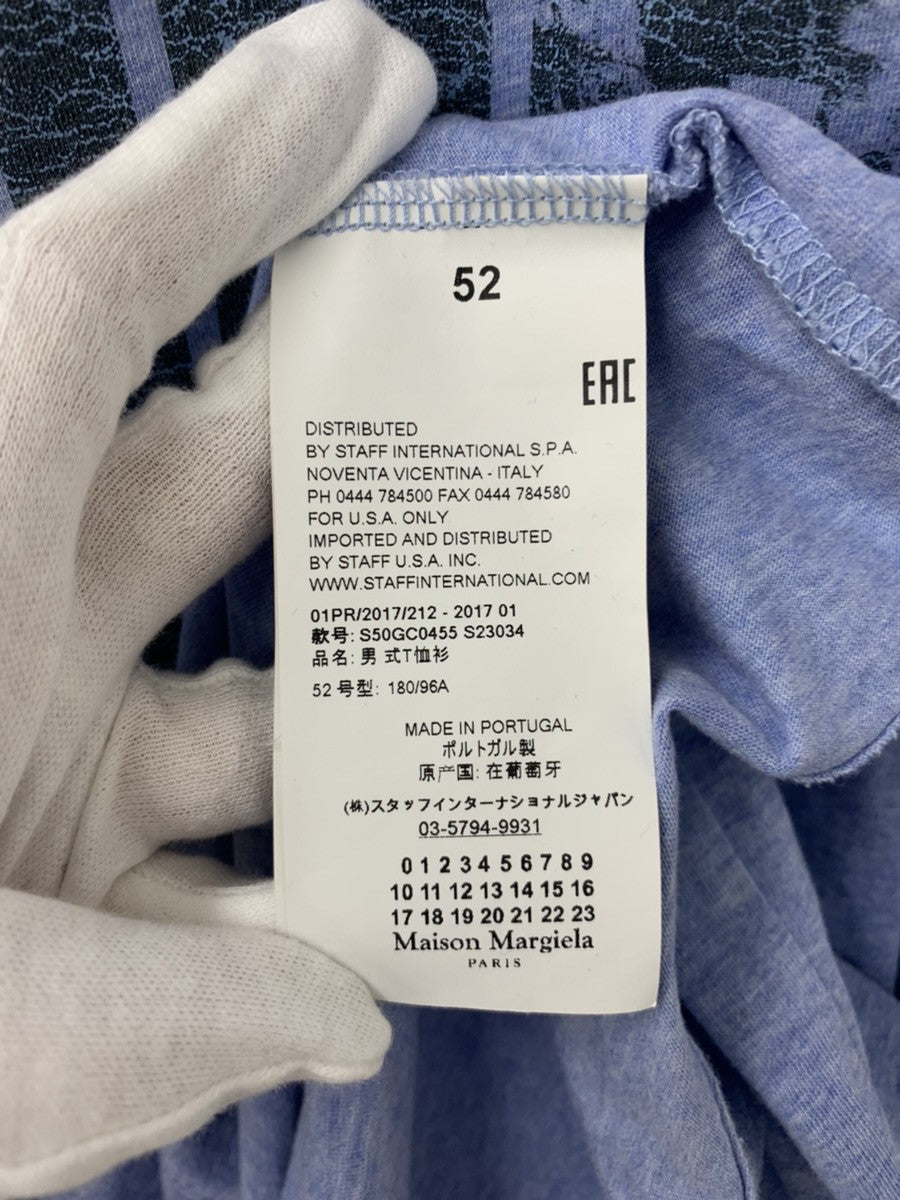 52
EAC
DISTRIBUTED
BY STAFF INTERNATIONAL S.P.A.
NOVENTA VICENTINA - ITALY
PH 0444 784500 FAX 0444 784580
FOR U.S.A. ONLY
IMPORTED AND DISTRIBUTED
BY STAFF U.S.A. INC.
WWW.STAFFINTERNATIONAL.COM
01PR/2017/212 - 2017 01
款号: S50GC0455 S23034
品名: 男 式T恤衫
52 号型: 180/96A
MADE IN PORTUGAL
ポルトガル製
原产国: 在葡萄牙
(株)スタッフインターナショナルジャパン
03-5794-9931
0 1 2 3 4 5 6 7 8 9
10 11 12 13 14 15 16
17 18 19 20 21 22 23
Maison Margiela
PARIS